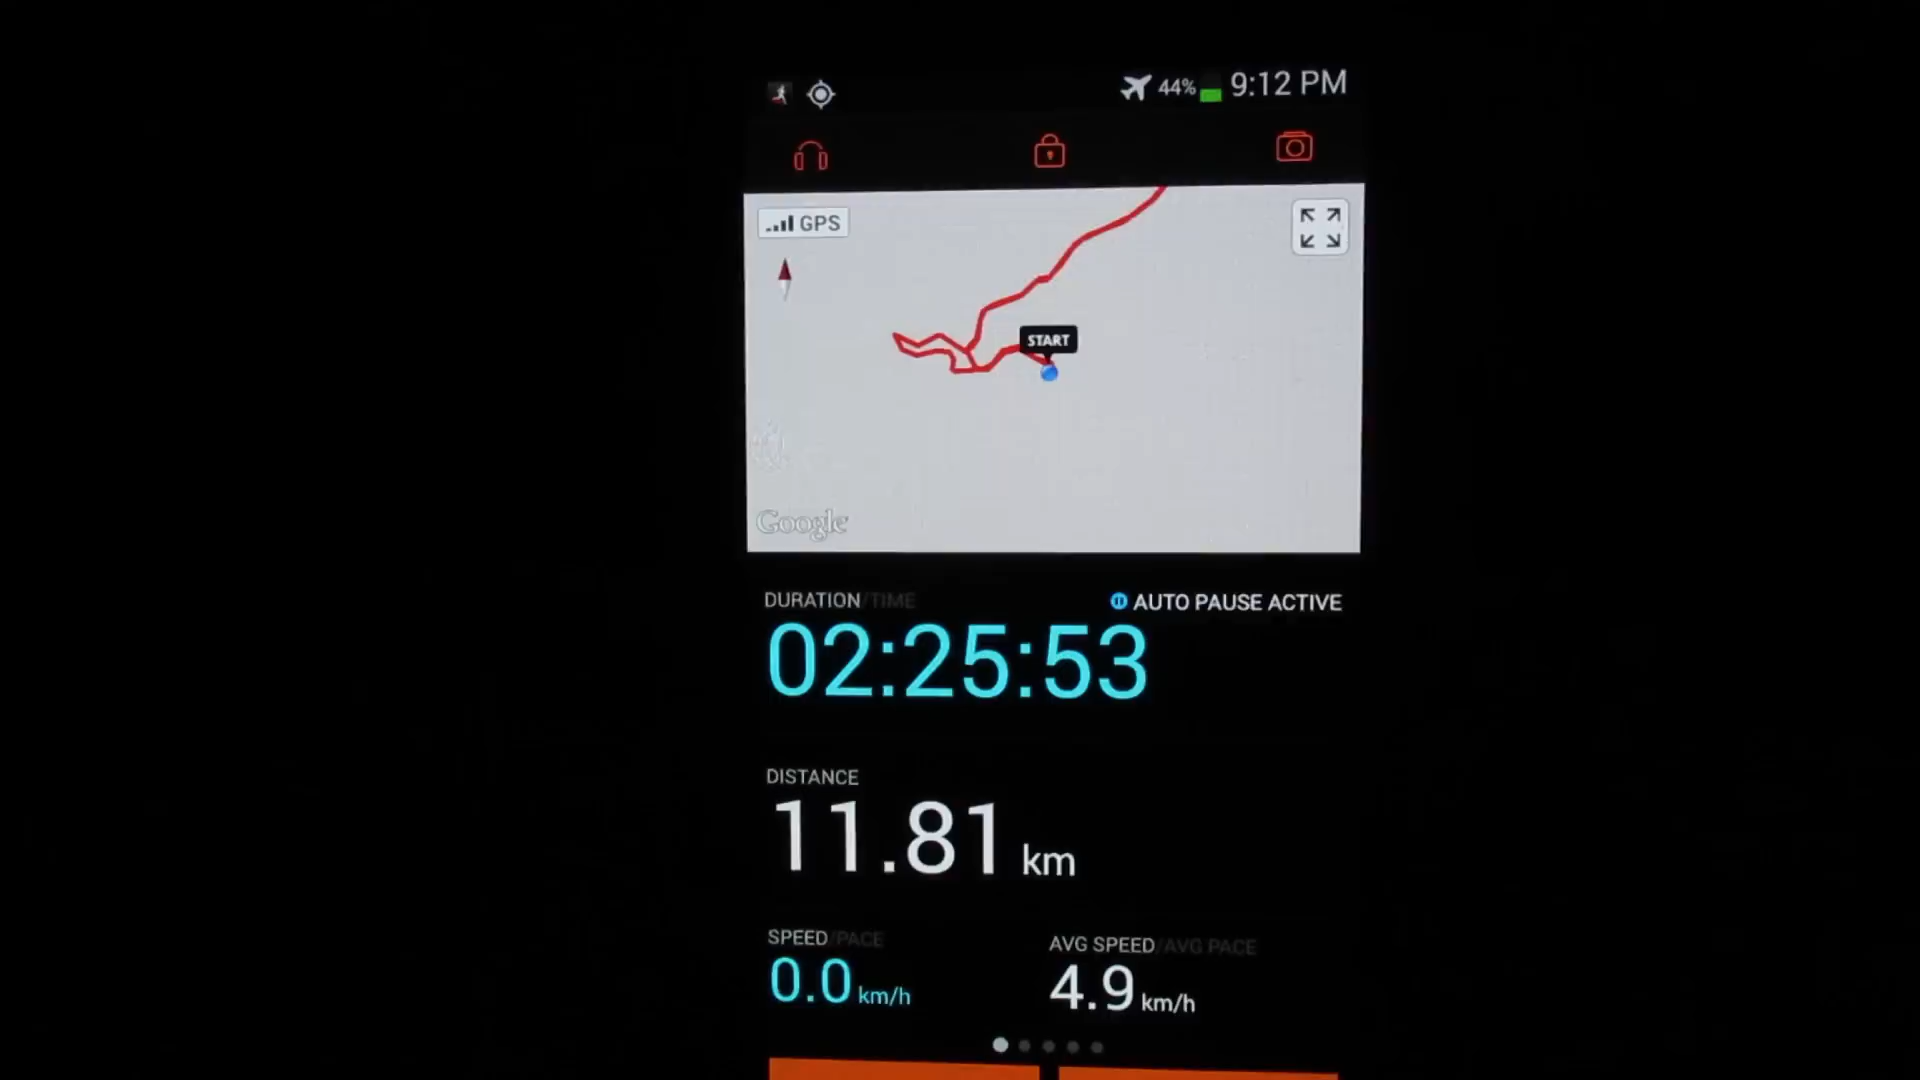 44% 9:12 PM
GPS
START
Google
DURATION/TIME
AUTO PAUSE ACTIVE
02:25:53
DISTANCE
11.81 km
SPEED/PACE
AVG SPEED/AVG PACE
0.0 km/h
4.9 km/h